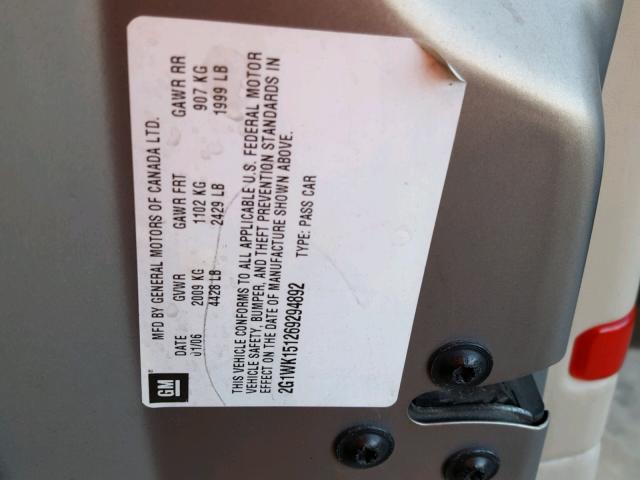 GM
MFD BY GENERAL MOTORS OF CANADA LTD.
DATE GVWR GAWR FRT GAWR RR
01/06 2009 KG 1102 KG 907 KG
4428 LB 2429 LB 1999 LB
THIS VEHICLE CONFORMS TO ALL APPLICABLE U.S. FEDERAL MOTOR
VEHICLE SAFETY, BUMPER, AND THEFT PREVENTION STANDARDS IN
EFFECT ON THE DATE OF MANUFACTURE SHOWN ABOVE.
2G1WK151269294892 TYPE: PASS CAR